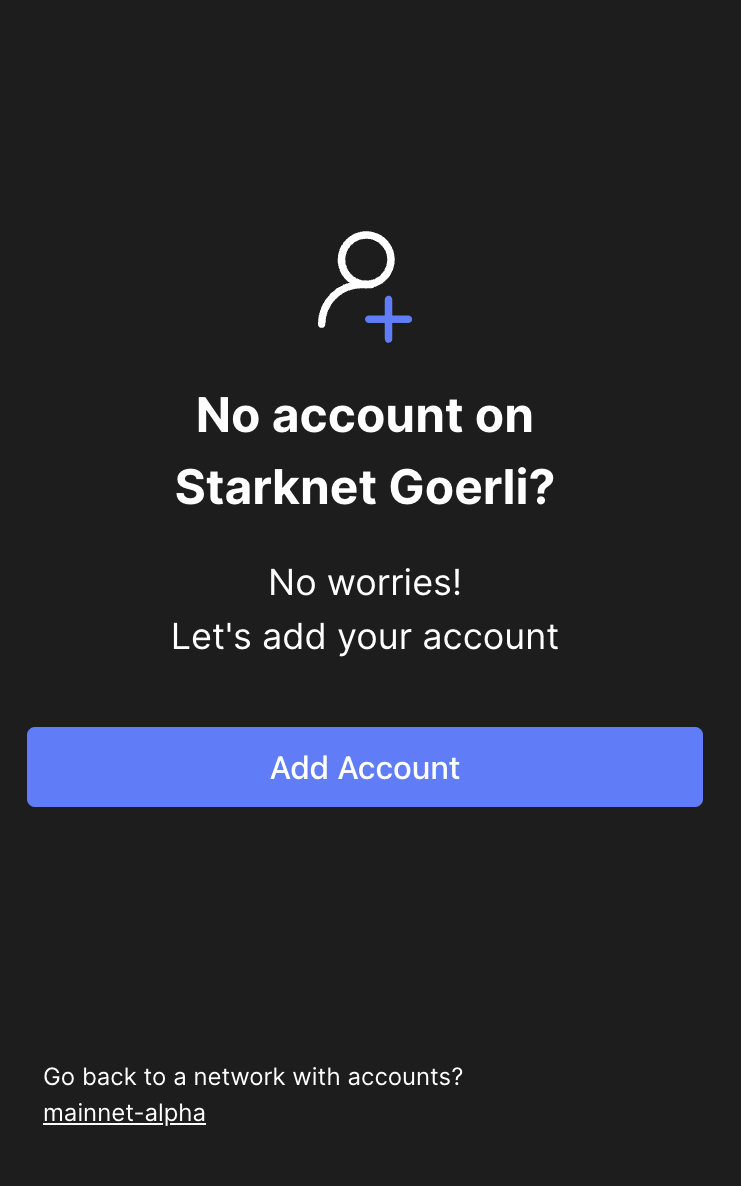 No account on
Starknet Goerli?
No worries!
Let's add your account
Add Account
Go back to a network with accounts?
mainnet-alpha